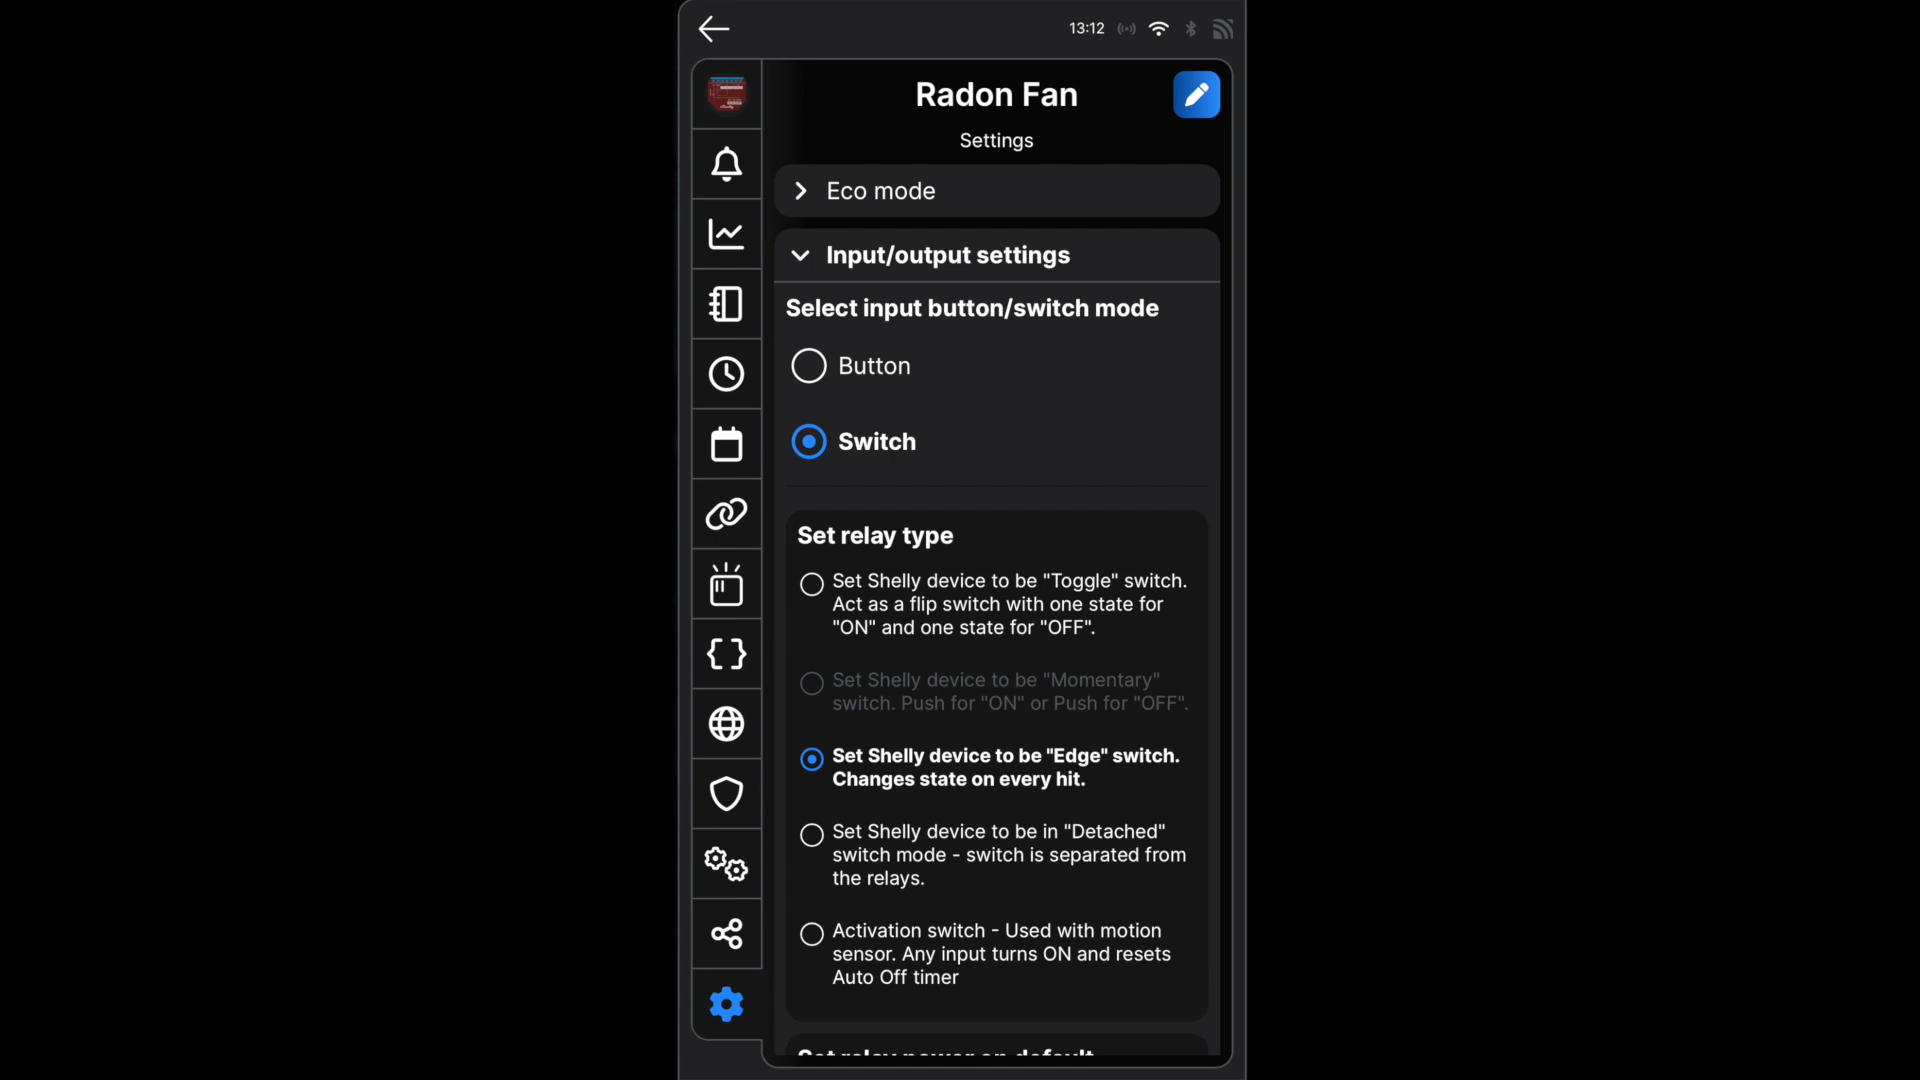 13:12
Radon Fan
Settings
Eco mode
Input/output settings
Select input button/switch mode
Button
Switch
Set relay type
Set Shelly device to be "Toggle" switch.
Act as a flip switch with one state for
"ON" and one state for "OFF".
Set Shelly device to be "Momentary"
switch. Push for "ON" or Push for "OFF".
Set Shelly device to be "Edge" switch.
Changes state on every hit.
Set Shelly device to be in "Detached"
switch mode - switch is separated from
the relays.
Activation switch - Used with motion
sensor. Any input turns ON and resets
Auto Off timer
Set relay power on default